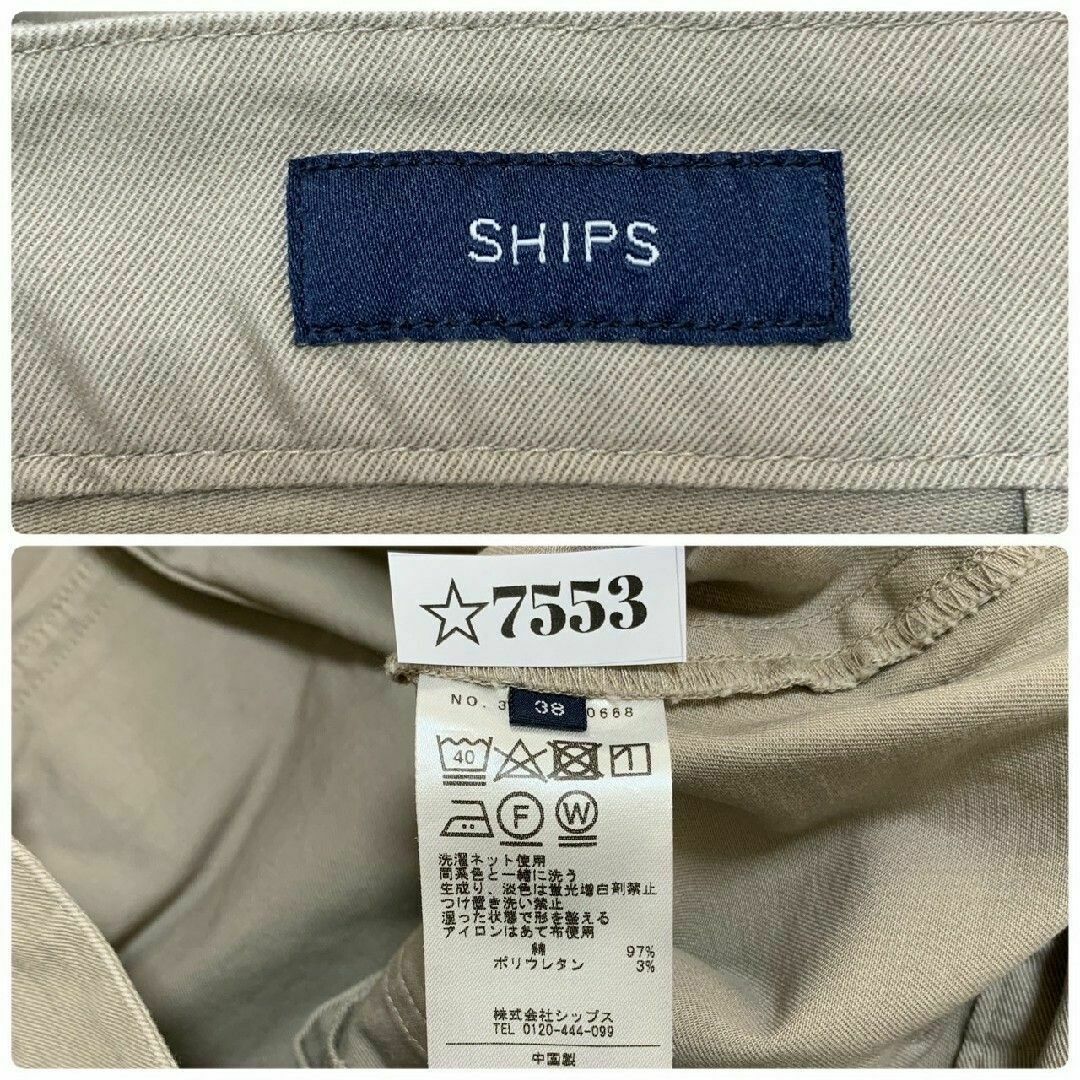 SHIPS
☆7553
NO. 3 38 0668
40
F W
洗濯ネット使用
同系色と一緒に洗う
生成り、淡色は蛍光増白剤禁止
つけ置き洗い禁止
湿った状態で形を整える
アイロンはあて布使用
綿 97%
ポリウレタン 3%
株式会社シップス
TEL 0120-444-099
中国製